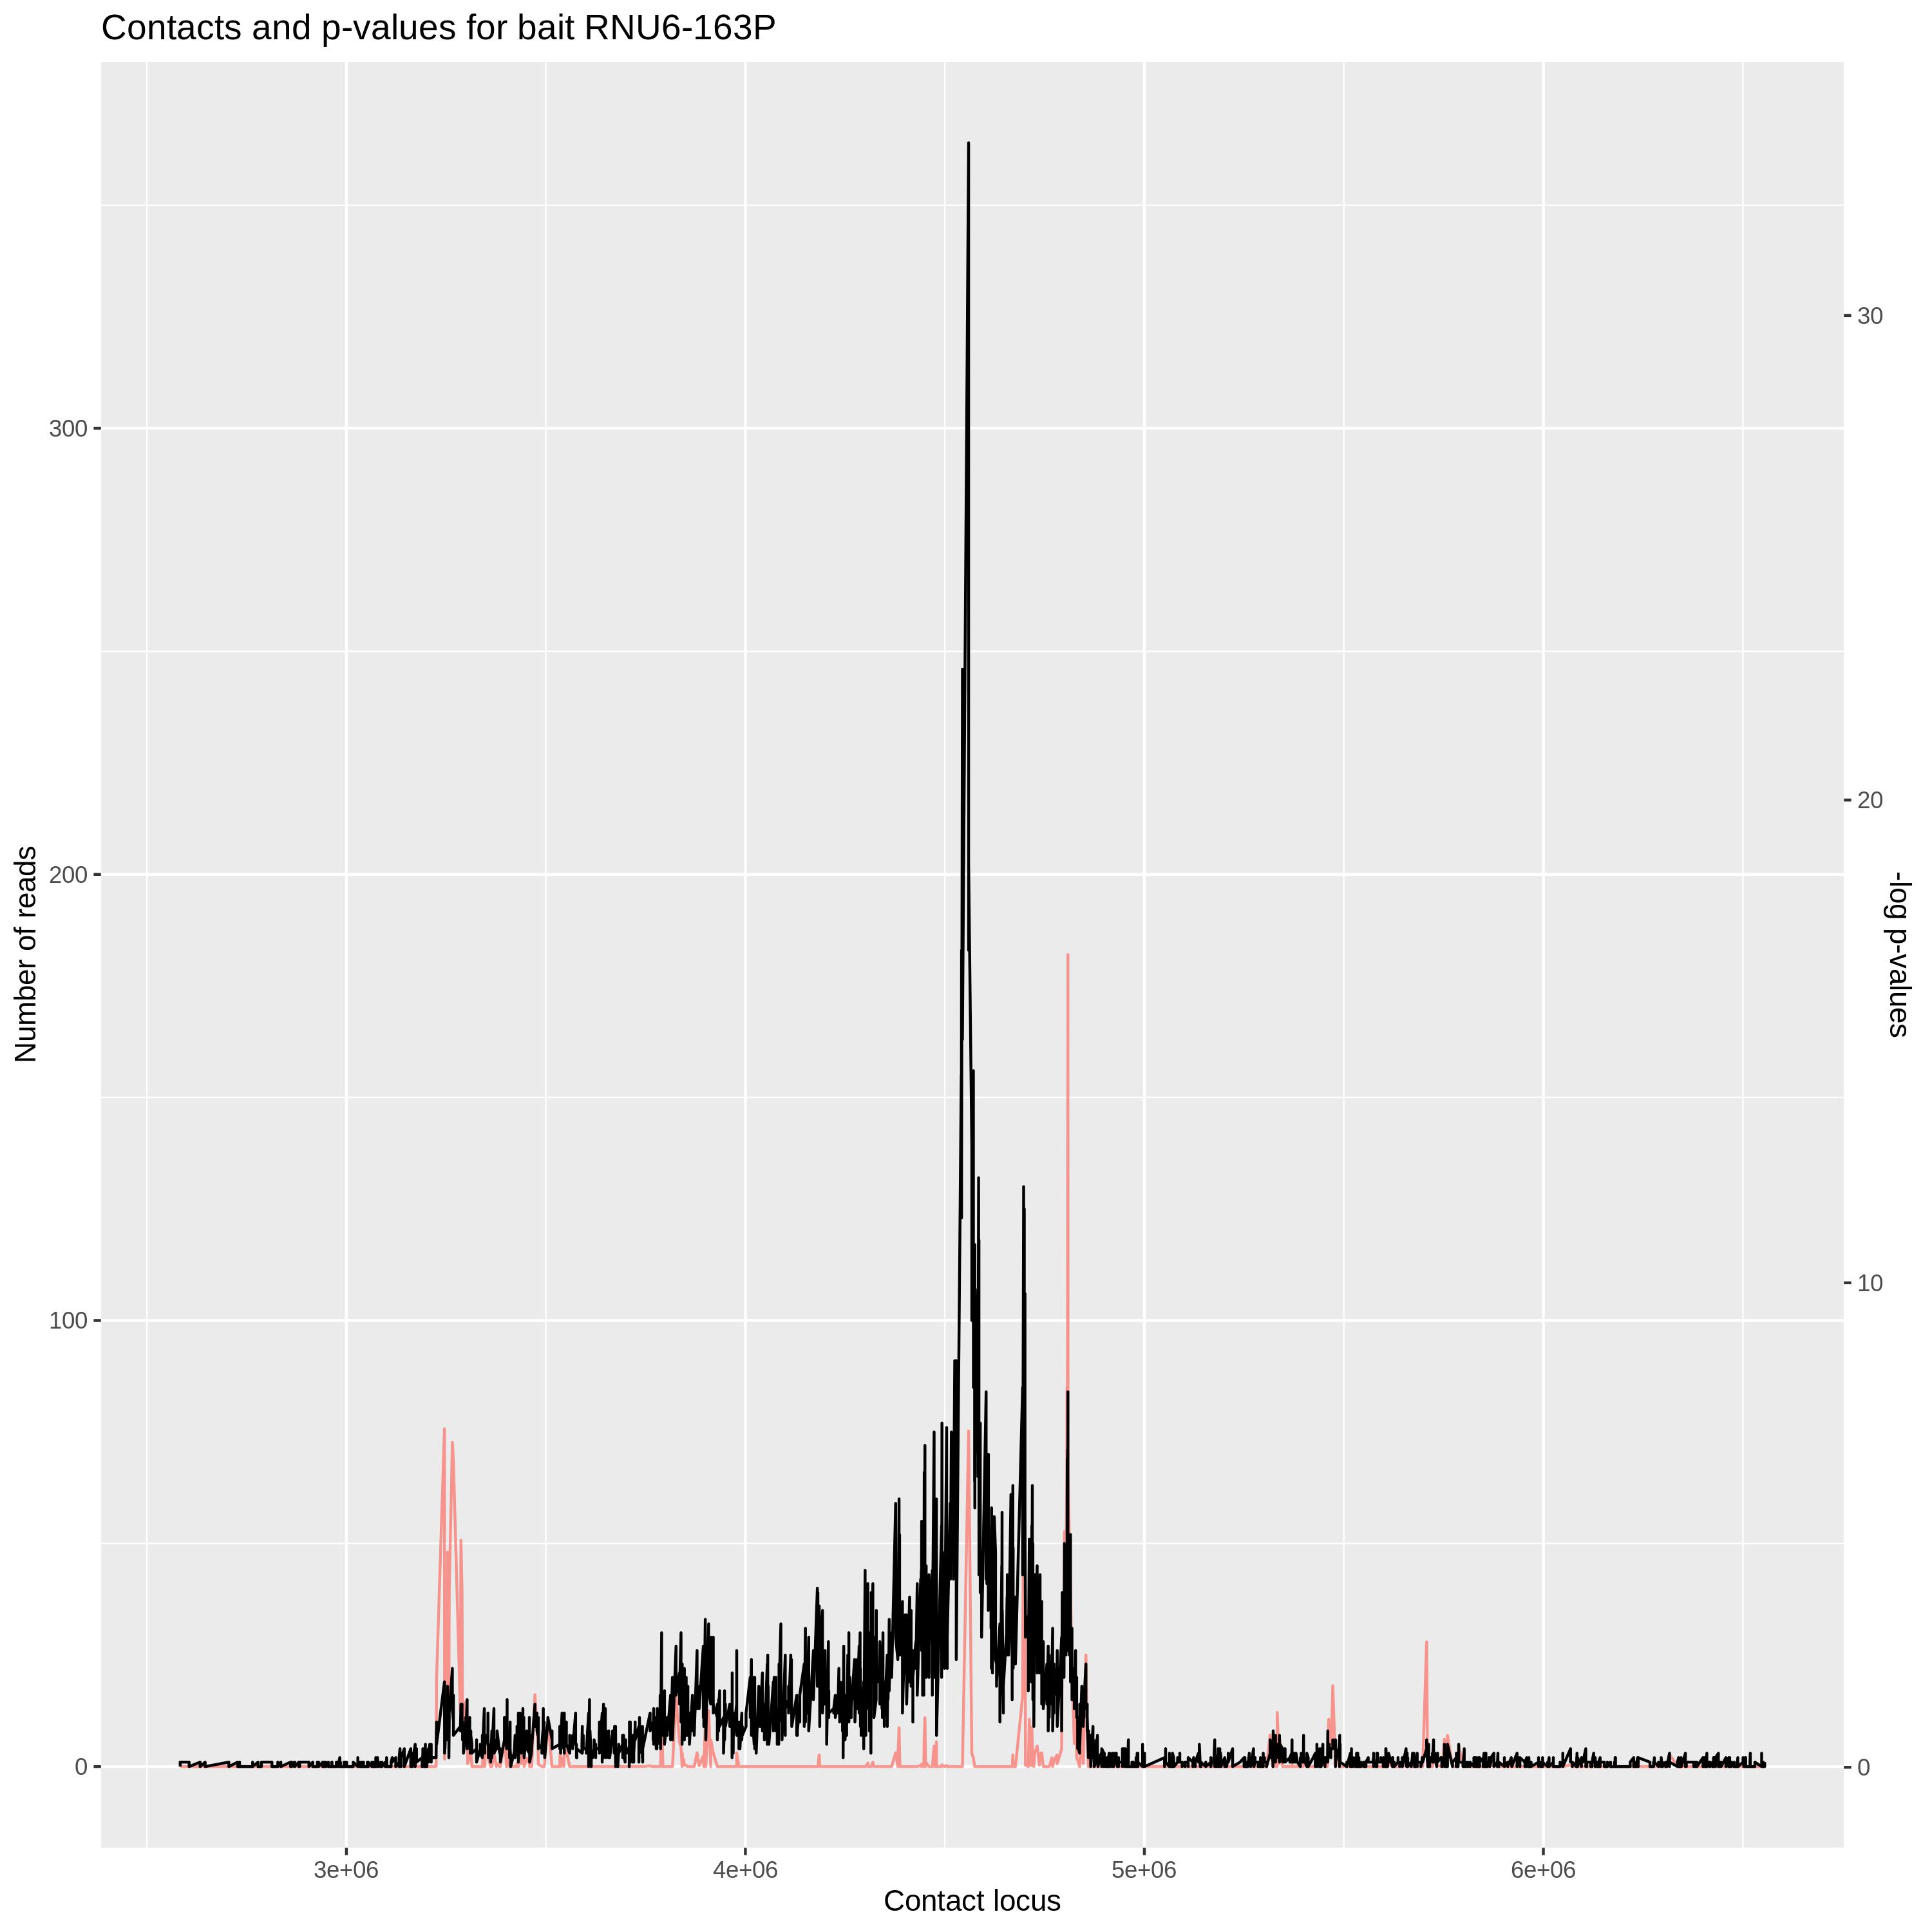 Contacts and p-values for bait RNU6-163P
300
200
100
0
30
20
10
0
Number of reads
-log p-values
3e+06
4e+06
5e+06
6e+06
Contact locus